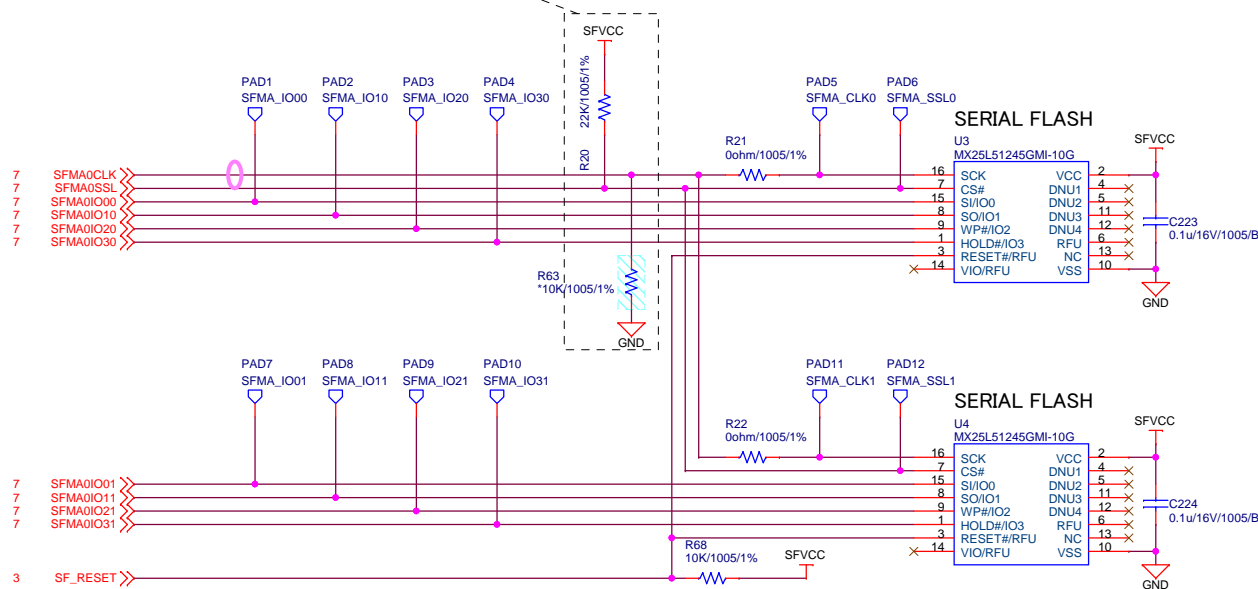 SFVCC
PAD1
SFMA_IO00
PAD2
SFMA_IO10
PAD3
SFMA_IO20
PAD4
SFMA_IO30
22K/1005/1%
R20
PAD5
SFMA_CLK0
PAD6
SFMA_SSL0
SERIAL FLASH
U3
MX25L51245GMI-10G
SFVCC
R21
0ohm/1005/1%
7 SFMA0CLK
7 SFMA0SSL
7 SFMA0IO00
7 SFMA0IO10
7 SFMA0IO20
7 SFMA0IO30
16 SCK VCC 2
7 CS# DNU1 4
15 SI/IO0 DNU2 5
8 SO/IO1 DNU3 11
9 WP#/IO2 DNU4 12
1 HOLD#/IO3 RFU 6
3 RESET#/RFU NC 13
14 VIO/RFU VSS 10
C223
0.1u/16V/1005/B
R63
*10K/1005/1%
GND
GND
PAD7
SFMA_IO01
PAD8
SFMA_IO11
PAD9
SFMA_IO21
PAD10
SFMA_IO31
PAD11
SFMA_CLK1
PAD12
SFMA_SSL1
SERIAL FLASH
U4
MX25L51245GMI-10G
SFVCC
R22
0ohm/1005/1%
7 SFMA0IO01
7 SFMA0IO11
7 SFMA0IO21
7 SFMA0IO31
16 SCK VCC 2
7 CS# DNU1 4
15 SI/IO0 DNU2 5
8 SO/IO1 DNU3 11
9 WP#/IO2 DNU4 12
1 HOLD#/IO3 RFU 6
3 RESET#/RFU NC 13
14 VIO/RFU VSS 10
C224
0.1u/16V/1005/B
R68
10K/1005/1%
SFVCC
3 SF_RESET
GND